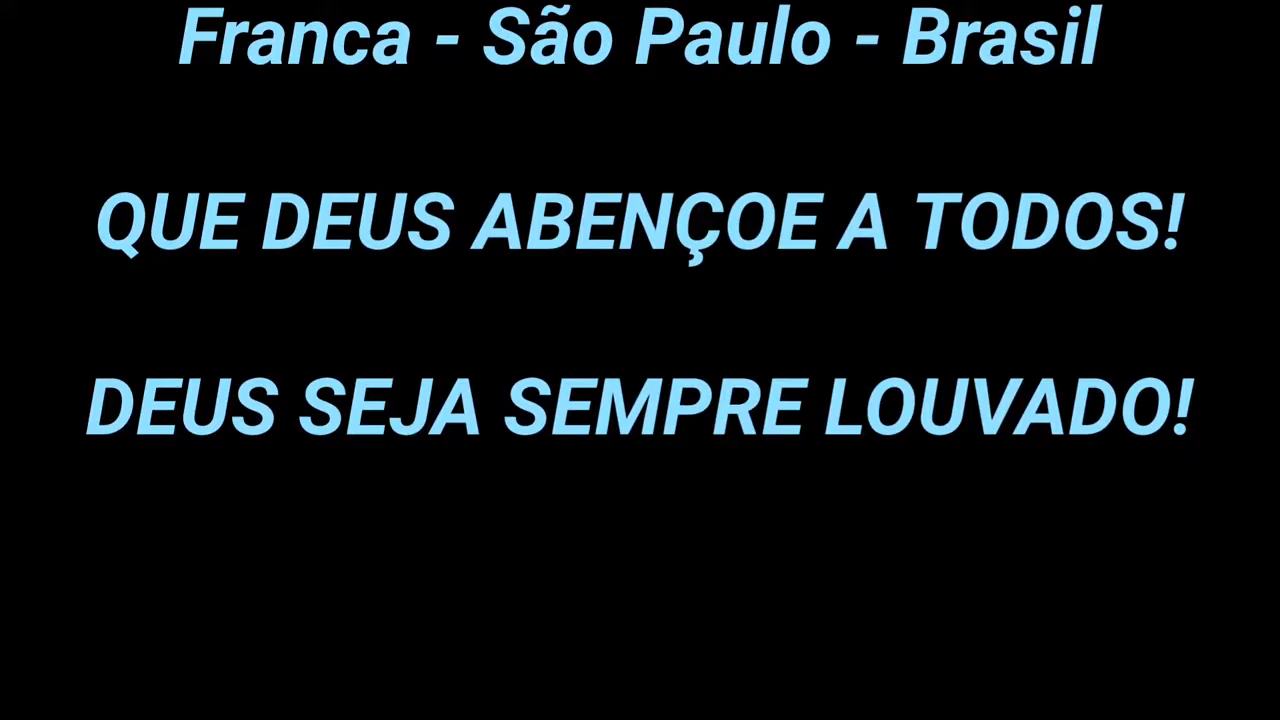 Franca - São Paulo - Brasil
QUE DEUS ABENÇOE A TODOS!
DEUS SEJA SEMPRE LOUVADO!